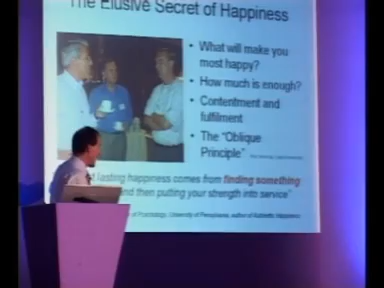 The Elusive Secret of Happiness
• What will make you
most happy?
• How much is enough?
• Contentment and
fulfilment
• The "Oblique
Principle"
lasting happiness comes from finding something
and then putting your strength into service"
of Psychology, University of Pennsylvania, author of Authentic Happiness